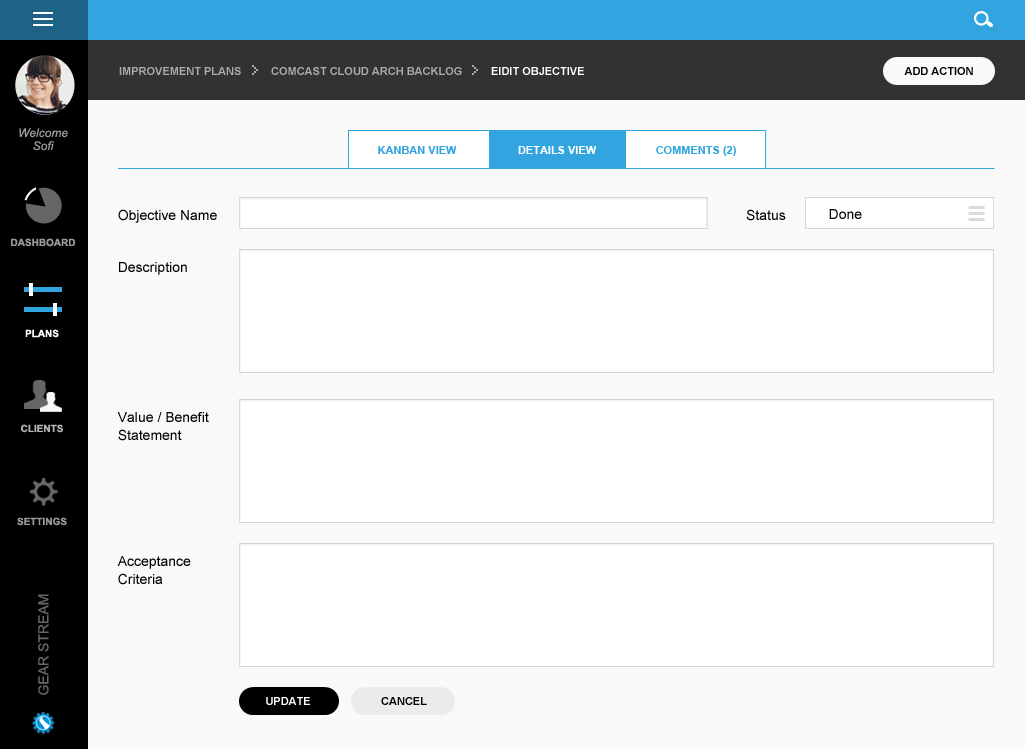 IMPROVEMENT PLANS > COMCAST CLOUD ARCH BACKLOG > EIDIT OBJECTIVE
ADD ACTION
Welcome
Sofi
DASHBOARD
PLANS
CLIENTS
SETTINGS
GEAR STREAM
KANBAN VIEW
DETAILS VIEW
COMMENTS (2)
Objective Name
Status
Done
Description
Value / Benefit
Statement
Acceptance
Criteria
UPDATE
CANCEL